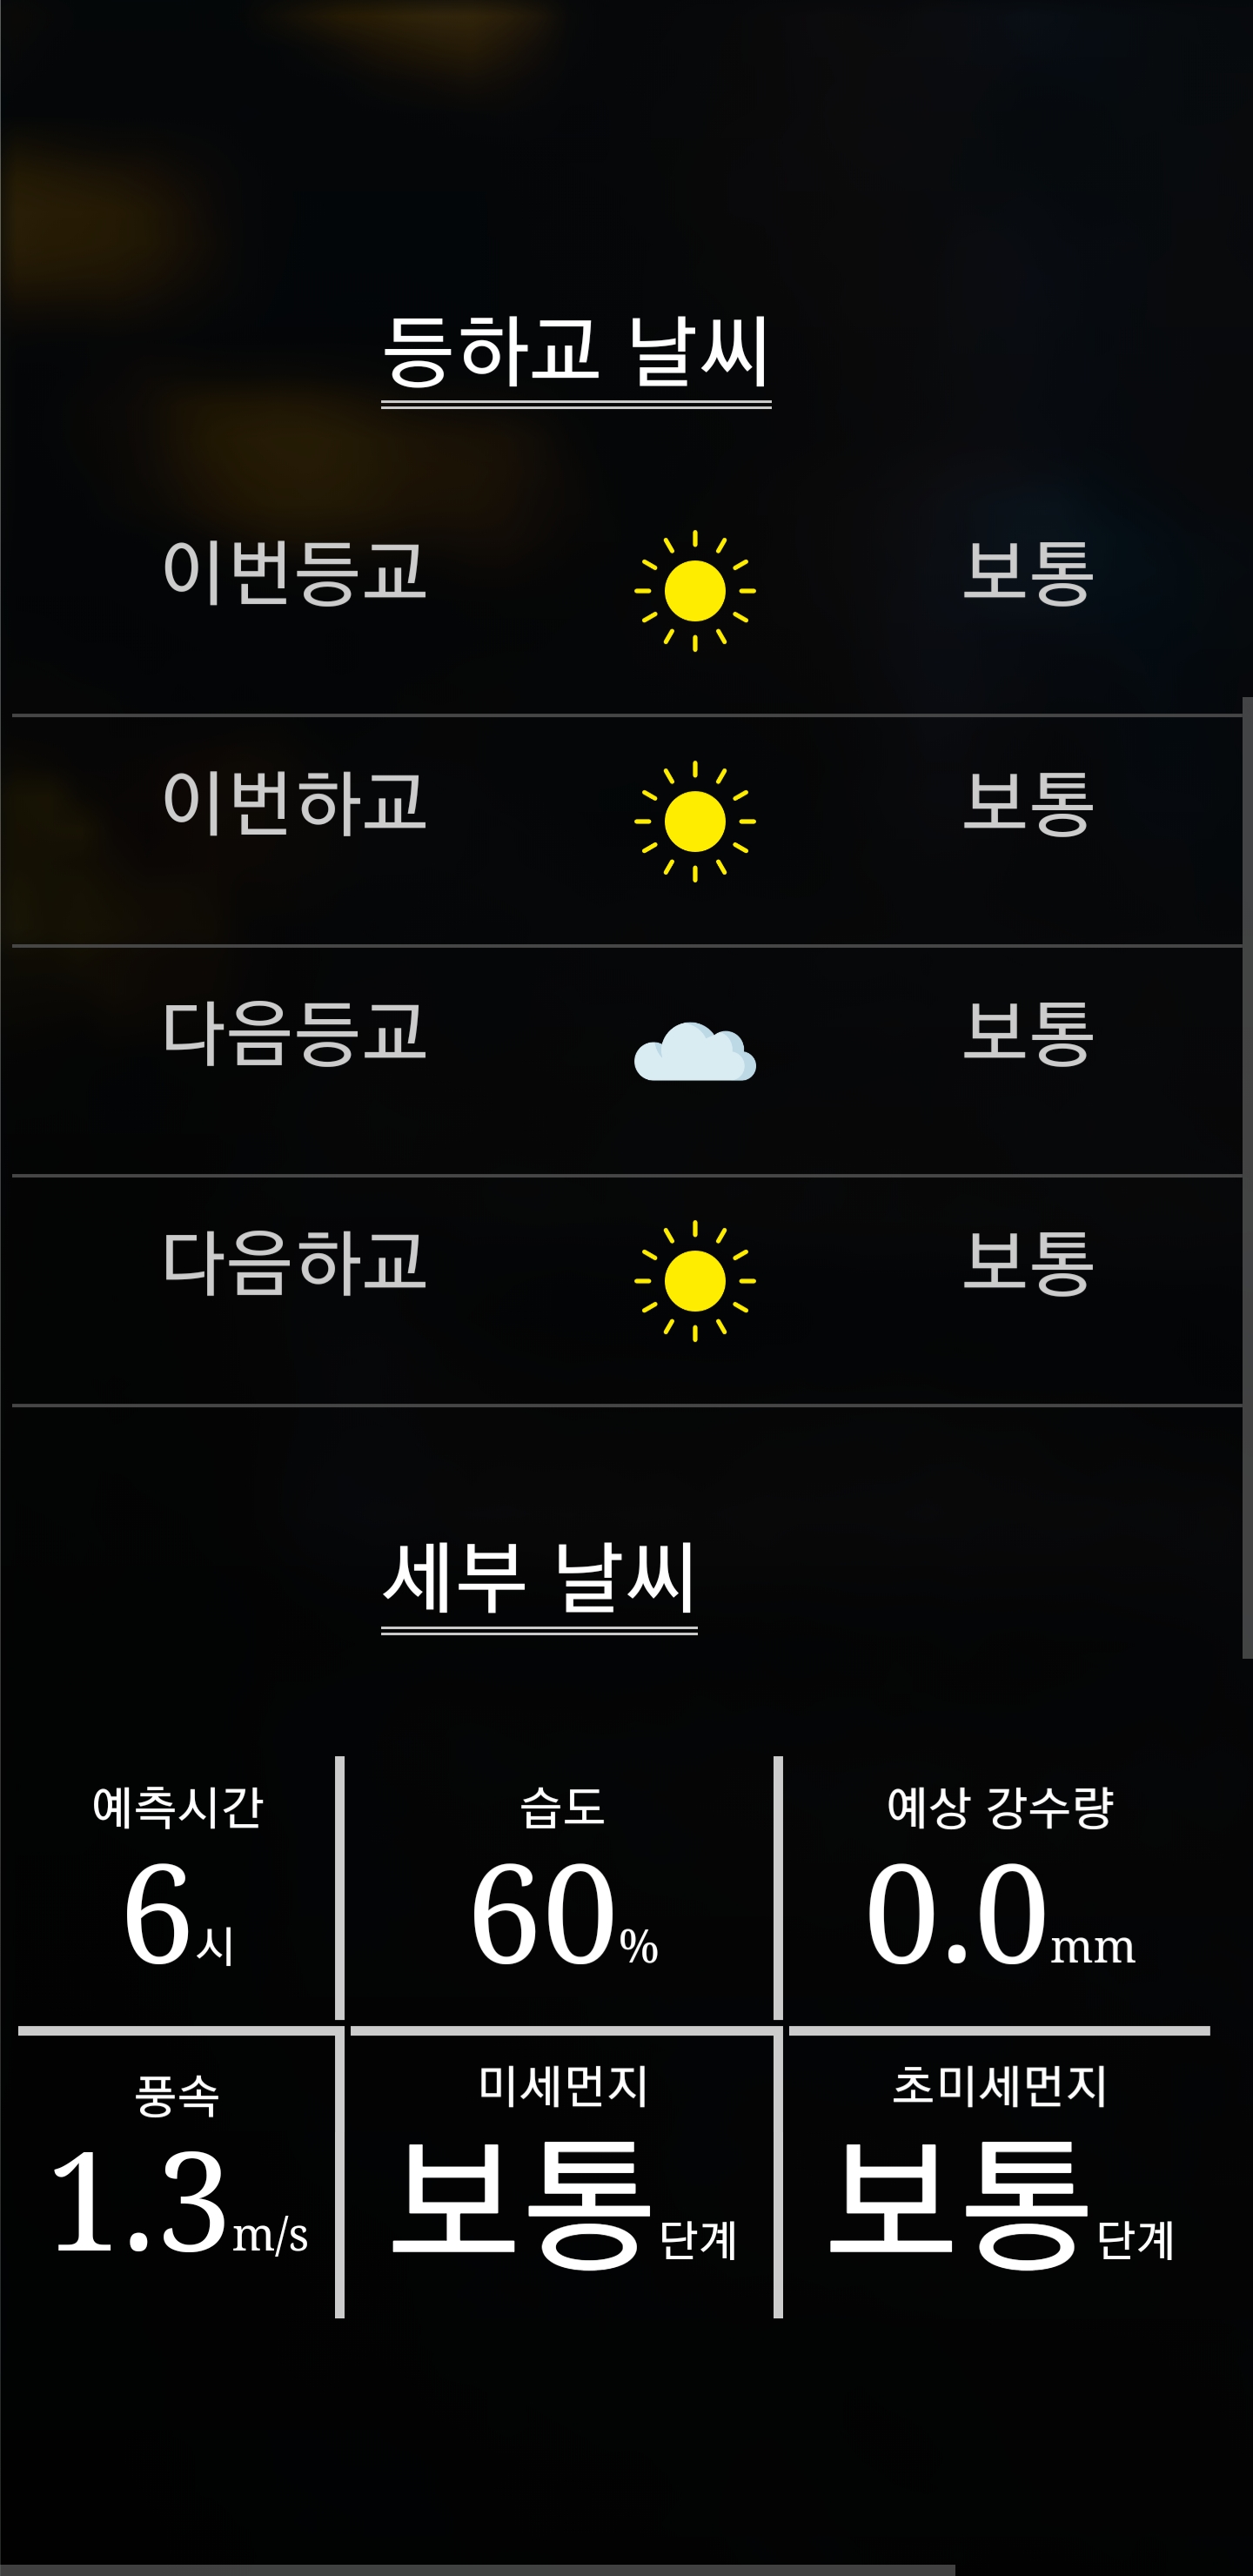 등하교 날씨
이번등교 보통
이번하교 보통
다음등교 보통
다음하교 보통
세부 날씨
예측시간 습도 예상 강수량
6시 60% 0.0mm
풍속 미세먼지 초미세먼지
1.3m/s 보통단계 보통단계